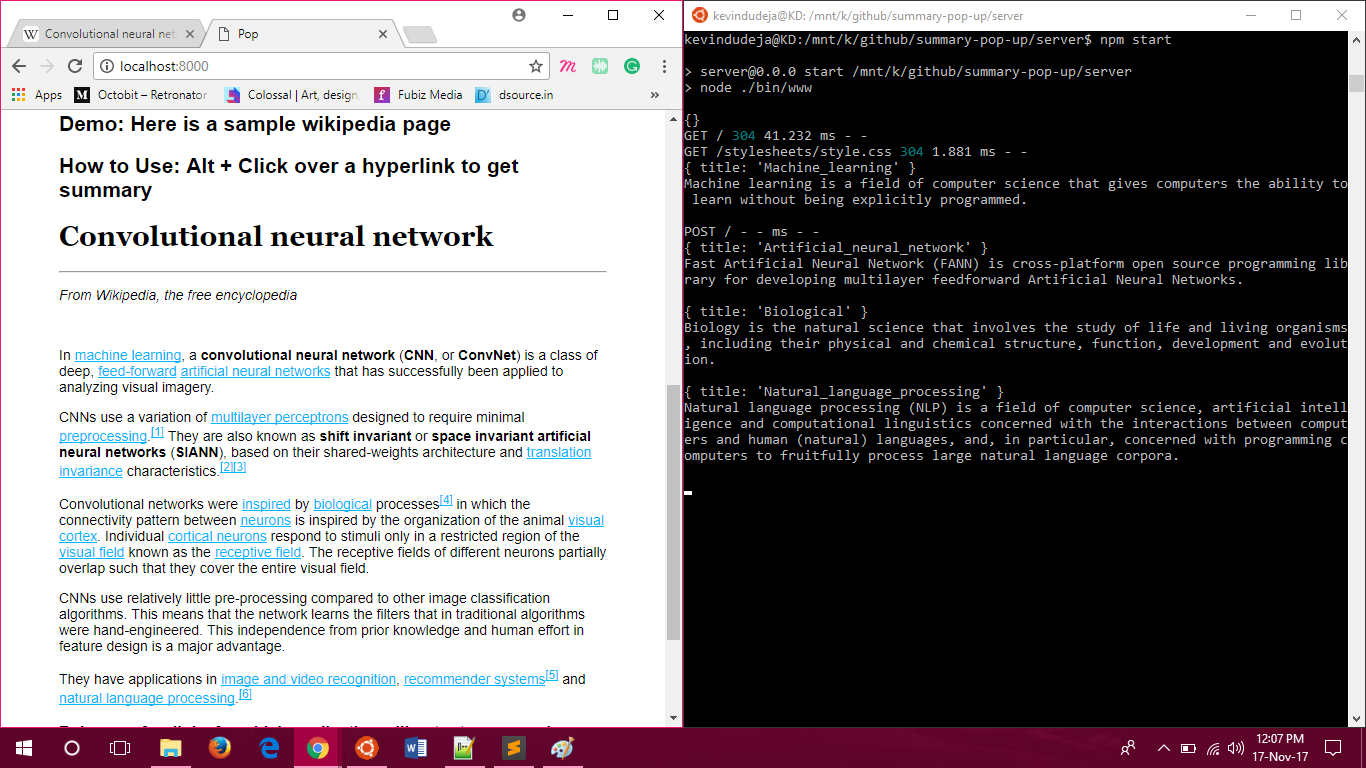 Convolutional neural net
Pop
localhost:8000
Apps
Octobit – Retronator
Colossal | Art, design
Fubiz Media
dsource.in
»
Demo: Here is a sample wikipedia page
How to Use: Alt + Click over a hyperlink to get
summary
Convolutional neural network
From Wikipedia, the free encyclopedia
In machine learning, a convolutional neural network (CNN, or ConvNet) is a class of
deep, feed-forward artificial neural networks that has successfully been applied to
analyzing visual imagery.
CNNs use a variation of multilayer perceptrons designed to require minimal
preprocessing.[1] They are also known as shift invariant or space invariant artificial
neural networks (SIANN), based on their shared-weights architecture and translation
invariance characteristics.[2][3]
Convolutional networks were inspired by biological processes[4] in which the
connectivity pattern between neurons is inspired by the organization of the animal visual
cortex. Individual cortical neurons respond to stimuli only in a restricted region of the
visual field known as the receptive field. The receptive fields of different neurons partially
overlap such that they cover the entire visual field.
CNNs use relatively little pre-processing compared to other image classification
algorithms. This means that the network learns the filters that in traditional algorithms
were hand-engineered. This independence from prior knowledge and human effort in
feature design is a major advantage.
They have applications in image and video recognition, recommender systems[5] and
natural language processing.[6]
kevindudeja@KD: /mnt/k/github/summary-pop-up/server
kevindudeja@KD:/mnt/k/github/summary-pop-up/server$ npm start
> server@0.0.0 start /mnt/k/github/summary-pop-up/server
> node ./bin/www
{}
GET / 304 41.232 ms - -
GET /stylesheets/style.css 304 1.881 ms - -
{ title: 'Machine_learning' }
Machine learning is a field of computer science that gives computers the ability to
learn without being explicitly programmed.
POST / - - ms - -
{ title: 'Artificial_neural_network' }
Fast Artificial Neural Network (FANN) is cross-platform open source programming lib
rary for developing multilayer feedforward Artificial Neural Networks.
{ title: 'Biological' }
Biology is the natural science that involves the study of life and living organisms
, including their physical and chemical structure, function, development and evolut
ion.
{ title: 'Natural_language_processing' }
Natural language processing (NLP) is a field of computer science, artificial intell
igence and computational linguistics concerned with the interactions between comput
ers and human (natural) languages, and, in particular, concerned with programming c
omputers to fruitfully process large natural language corpora.
12:07 PM
17-Nov-17